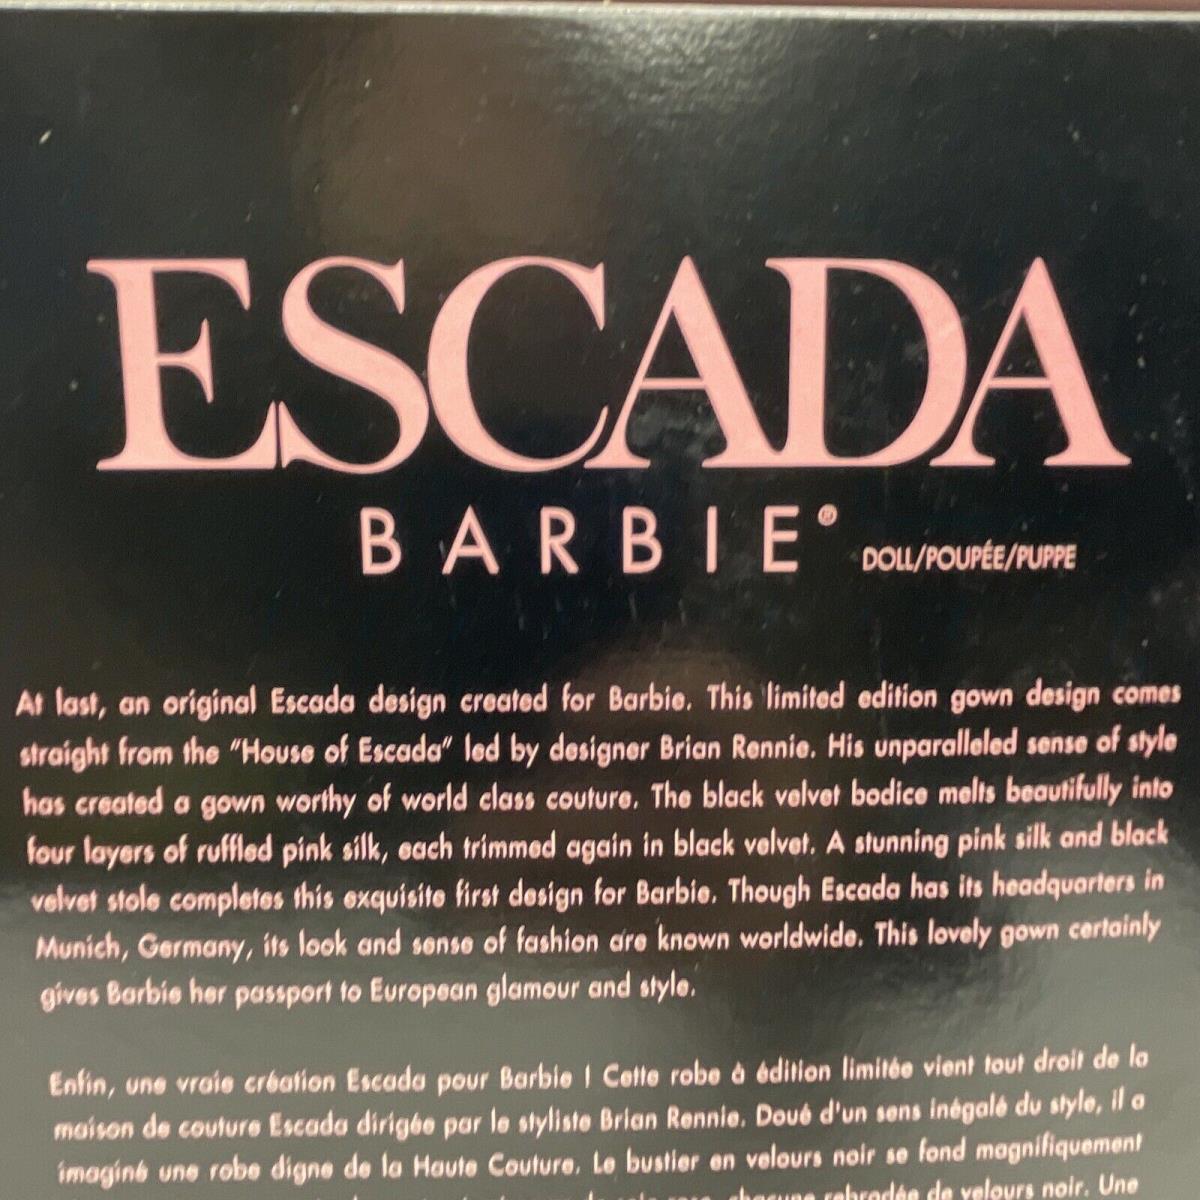 ESCADA
BARBIE®
DOLL/POUPÉE/PUPPE
At last, an original Escada design created for Barbie. This limited edition gown design comes
straight from the "House of Escada" led by designer Brian Rennie. His unparalleled sense of style
has created a gown worthy of world class couture. The black velvet bodice melts beautifully into
four layers of ruffled pink silk, each trimmed again in black velvet. A stunning pink silk and black
velvet stole completes this exquisite first design for Barbie. Though Escada has its headquarters in
Munich, Germany, its look and sense of fashion are known worldwide. This lovely gown certainly
gives Barbie her passport to European glamour and style.
Enfin, une vraie création Escada pour Barbie ! Cette robe à édition limitée vient tout droit de la
maison de couture Escada dirigée par le styliste Brian Rennie. Doué d'un sens inégalé du style, il a
imaginé une robe digne de la Haute Couture. Le bustier en velours noir se fond magnifiquement
chacune rebrodée de velours noir. Une